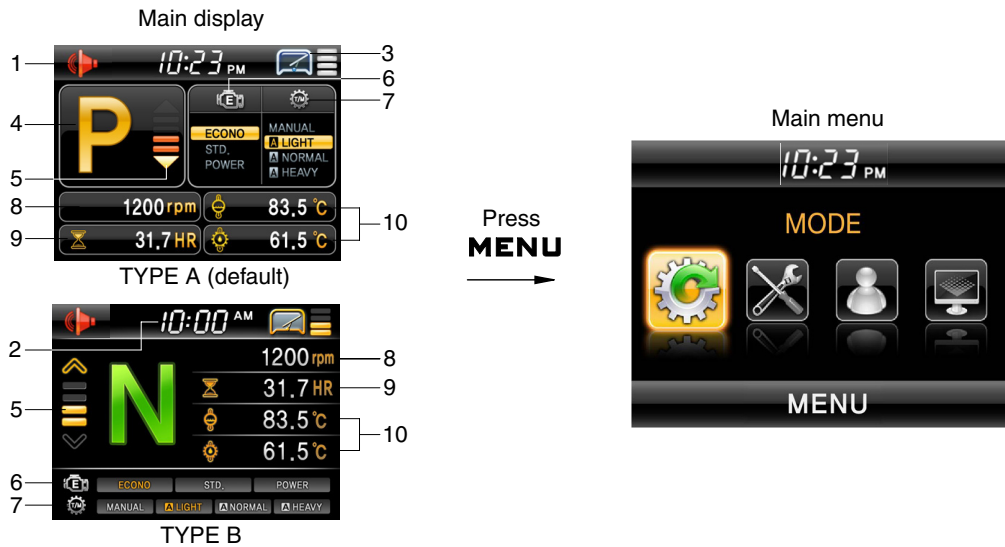 Main display
1
10:23 PM
3
6
7
4
P
E
T/M
ECONO
STD.
POWER
MANUAL
A LIGHT
A NORMAL
A HEAVY
5
8
1200 rpm
83.5 °C
10
9
31.7 HR
61.5 °C
TYPE A (default)
2
10:00 AM
5
N
1200 rpm
8
31.7 HR
9
83.5 °C
10
61.5 °C
6
E
ECONO STD. POWER
7
T/M
MANUAL A LIGHT A NORMAL A HEAVY
TYPE B
Press
MENU
Main menu
10:23 PM
MODE
MENU